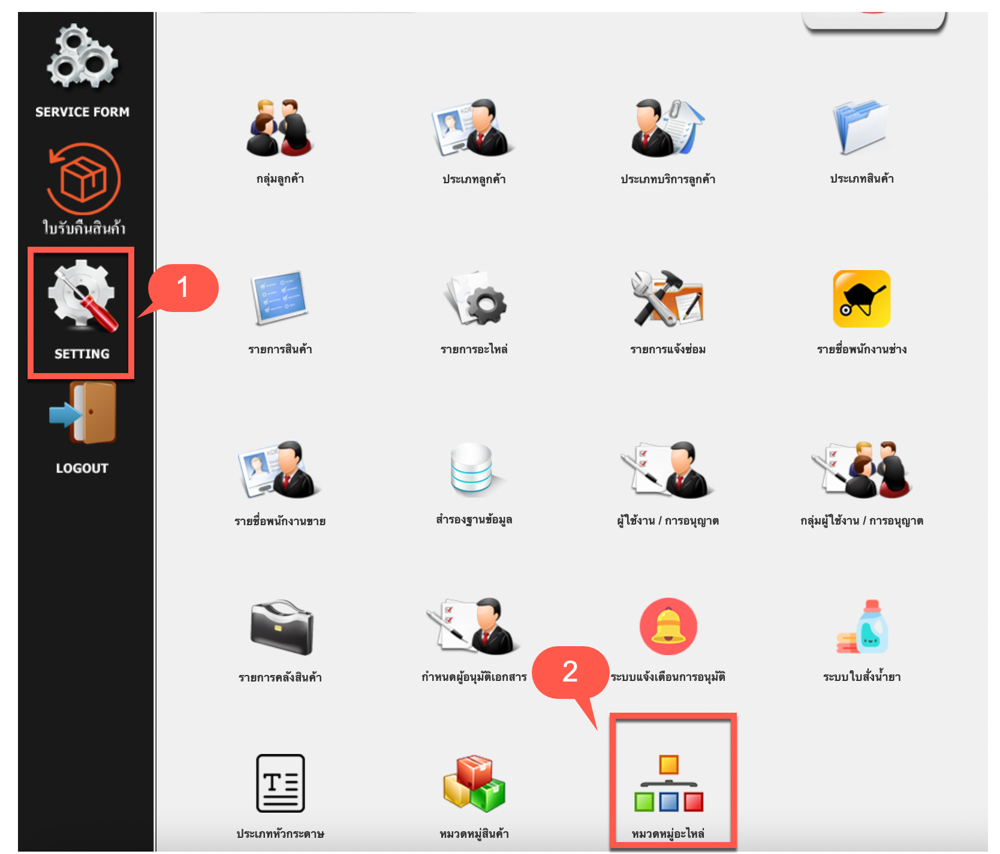 SERVICE FORM
ใบรับคืนสินค้า
1
SETTING
LOGOUT
กลุ่มลูกค้า
ประเภทลูกค้า
ประเภทบริการลูกค้า
ประเภทสินค้า
รายการสินค้า
รายการอะไหล่
รายการแจ้งซ่อม
รายชื่อพนักงานช่าง
รายชื่อพนักงานขาย
สำรองฐานข้อมูล
ผู้ใช้งาน / การอนุญาต
กลุ่มผู้ใช้งาน / การอนุญาต
รายการคลังสินค้า
กำหนดผู้อนุมัติเอกสาร
2
ระบบแจ้งเตือนการอนุมัติ
ระบบใบสั่งน้ำยา
ประเภทหัวกระดาษ
หมวดหมู่สินค้า
หมวดหมู่อะไหล่